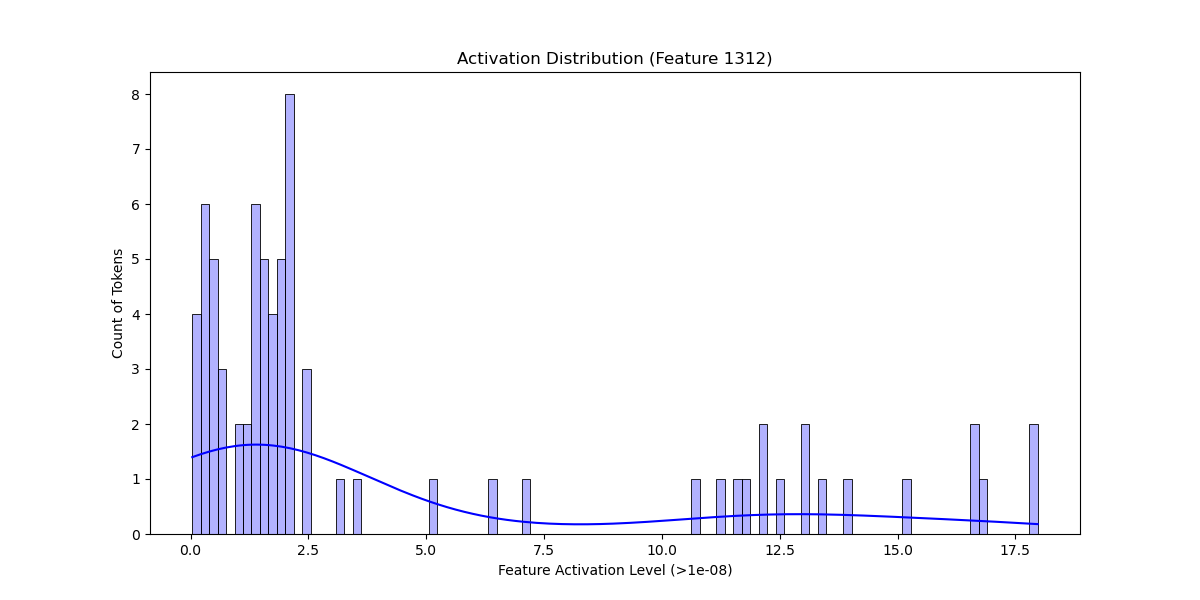 Activation Distribution (Feature 1312)
8
7
6
5
4
3
2
1
0
Count of Tokens
0.0 2.5 5.0 7.5 10.0 12.5 15.0 17.5
Feature Activation Level (>1e-08)